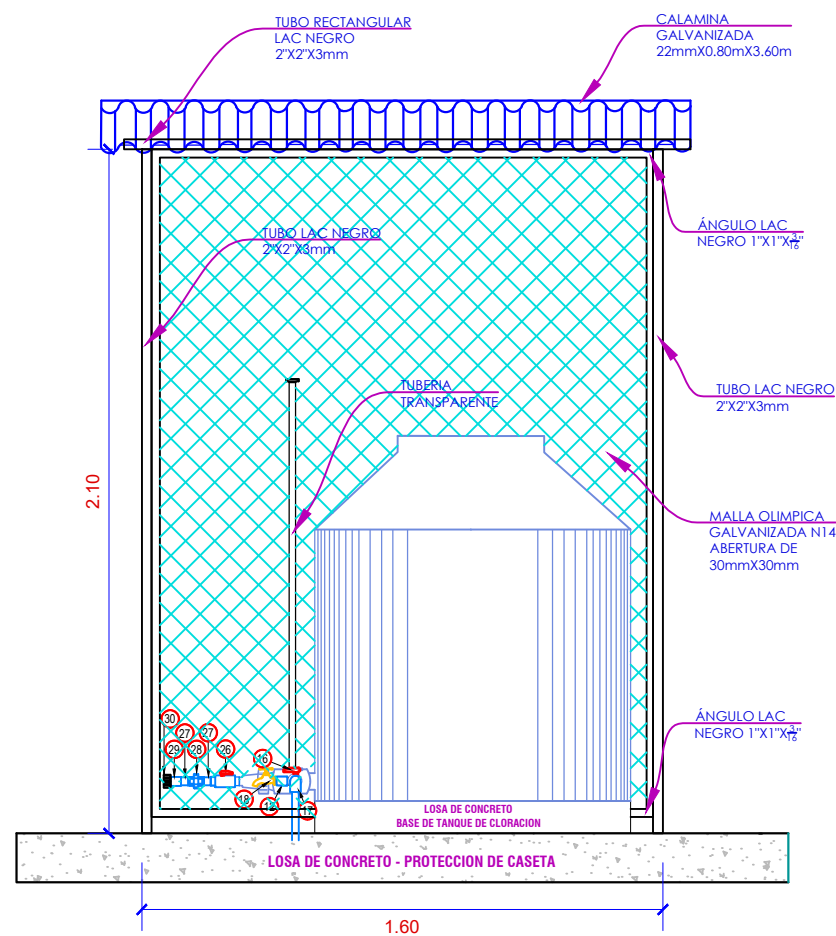 TUBO RECTANGULAR
LAC NEGRO
2"X2"X3mm
CALAMINA
GALVANIZADA
22mmX0.80mX3.60m
ÁNGULO LAC
NEGRO 1"X1"X3/16"
TUBO LAC NEGRO
2"X2"X3mm
TUBERIA
TRANSPARENTE
TUBO LAC NEGRO
2"X2"X3mm
2.10
MALLA OLIMPICA
GALVANIZADA N14
ABERTURA DE
30mmX30mm
ÁNGULO LAC
NEGRO 1"X1"X3/16"
30
27
27
29
28
26
16
18
17
LOSA DE CONCRETO
BASE DE TANQUE DE CLORACION
LOSA DE CONCRETO - PROTECCION DE CASETA
1.60